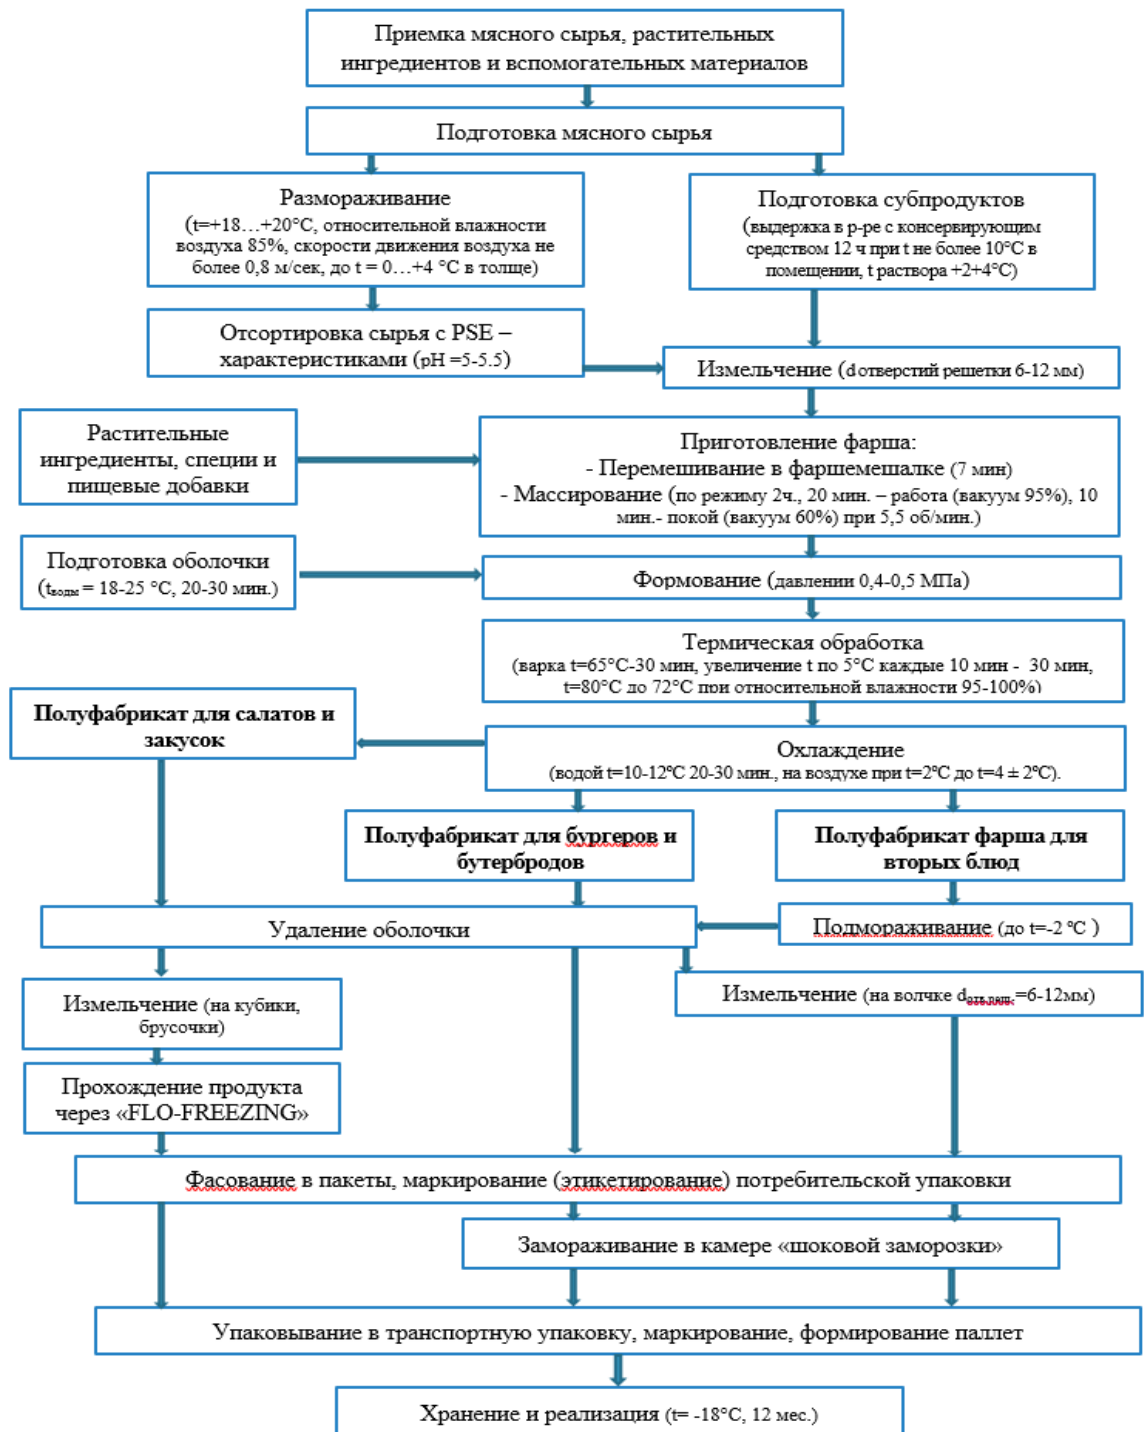 Приемка мясного сырья, растительных
ингредиентов и вспомогательных материалов
Подготовка мясного сырья
Размораживание
(t=+18…+20°C, относительной влажности
воздуха 85%, скорости движения воздуха не
более 0,8 м/сек, до t = 0…+4 °C в толще)
Подготовка субпродуктов
(выдержка в р-ре с консервирующим
средством 12 ч при t не более 10°C в
помещении, t раствора +2+4°C)
Отсортировка сырья с PSE –
характеристиками (pH =5-5.5)
Измельчение (d отверстий решетки 6-12 мм)
Растительные
ингредиенты, специи и
пищевые добавки
Приготовление фарша:
- Перемешивание в фаршемешалке (7 мин)
- Массирование (по режиму 2ч., 20 мин. – работа (вакуум 95%), 10
мин.- покой (вакуум 60%) при 5,5 об/мин.)
Подготовка оболочки
(tводы = 18-25 °C, 20-30 мин.)
Формование (давлении 0,4-0,5 МПа)
Термическая обработка
(варка t=65°C-30 мин, увеличение t по 5°C каждые 10 мин - 30 мин,
t=80°C до 72°C при относительной влажности 95-100%)
Полуфабрикат для салатов и
закусок
Охлаждение
(водой t=10-12°C 20-30 мин., на воздухе при t=2°C до t=4 ± 2°C).
Полуфабрикат для бургеров и
бутербродов
Полуфабрикат фарша для
вторых блюд
Удаление оболочки
Подмораживание (до t=-2 °C )
Измельчение (на кубики,
брусочки)
Измельчение (на волчке dотв.реш.=6-12мм)
Прохождение продукта
через «FLO-FREEZING»
Фасование в пакеты, маркирование (этикетирование) потребительской упаковки
Замораживание в камере «шоковой заморозки»
Упаковывание в транспортную упаковку, маркирование, формирование паллет
Хранение и реализация (t= -18°C, 12 мес.)